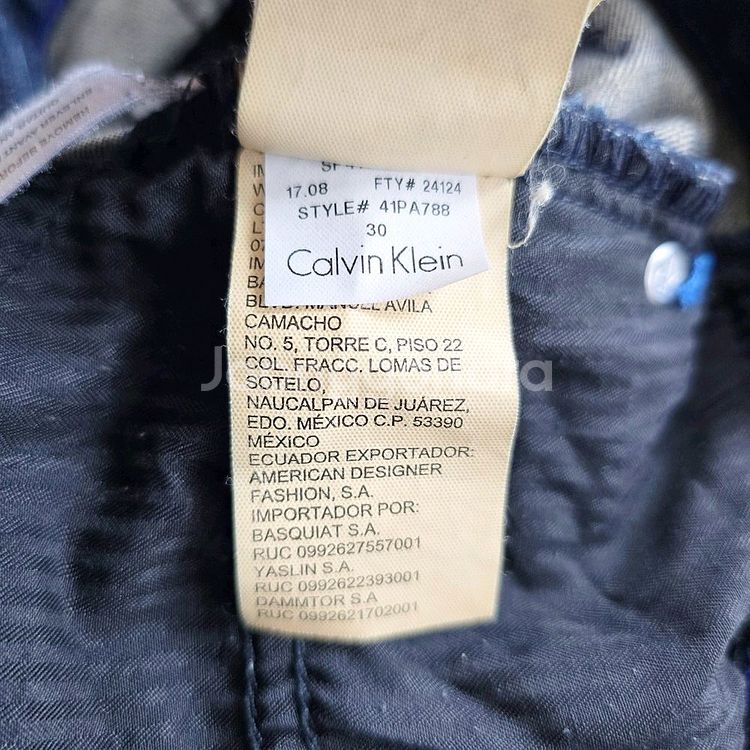 17.08 FTY# 24124
STYLE# 41PA788
30
Calvin Klein
MANUEL AVILA
CAMACHO
NO. 5, TORRE C, PISO 22
COL. FRACC. LOMAS DE
SOTELO,
NAUCALPAN DE JUÁREZ,
EDO. MÉXICO C.P. 53390
MÉXICO
ECUADOR EXPORTADOR:
AMERICAN DESIGNER
FASHION, S.A.
IMPORTADOR POR:
BASQUIAT S.A.
RUC 0992627557001
YASLIN S.A.
RUC 0992622393001
DAMMTOR S.A
RUC 0992621702001